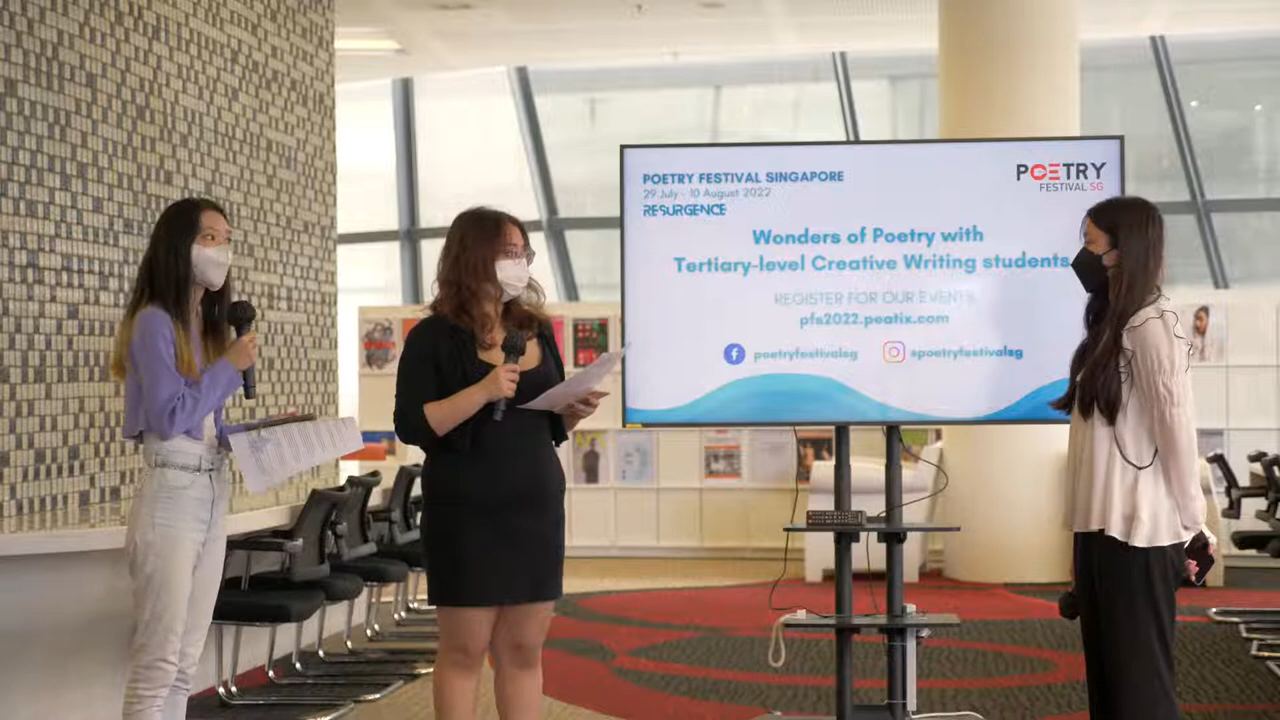 POETRY FESTIVAL SINGAPORE
29 July - 10 August 2022
RESURGENCE
POETRY
FESTIVAL SG
Wonders of Poetry with
Tertiary-level Creative Writing students
REGISTER FOR OUR EVENTS
pfs2022.peatix.com
poetryfestivalsg
poetryfestivalsg